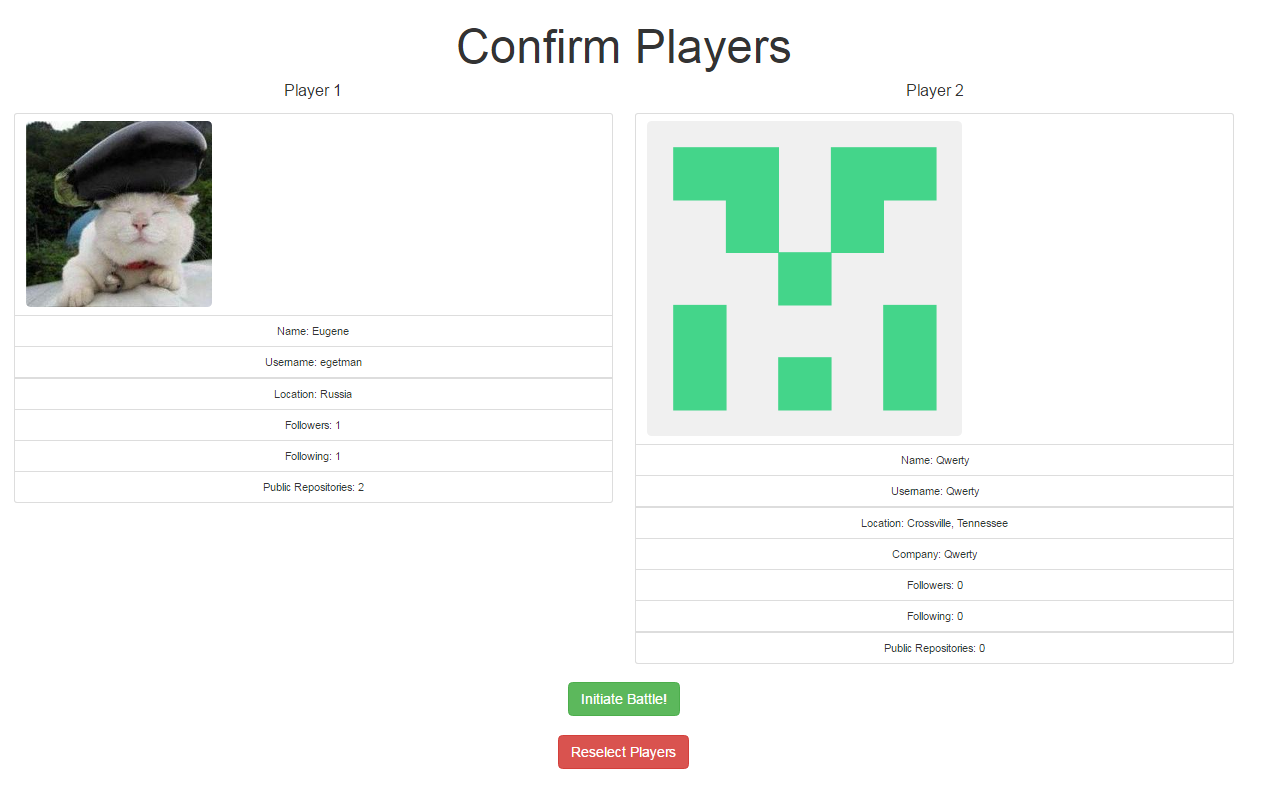 Confirm Players
Player 1
Name: Eugene
Username: egetman
Location: Russia
Followers: 1
Following: 1
Public Repositories: 2
Player 2
Name: Qwerty
Username: Qwerty
Location: Crossville, Tennessee
Company: Qwerty
Followers: 0
Following: 0
Public Repositories: 0
Initiate Battle!
Reselect Players